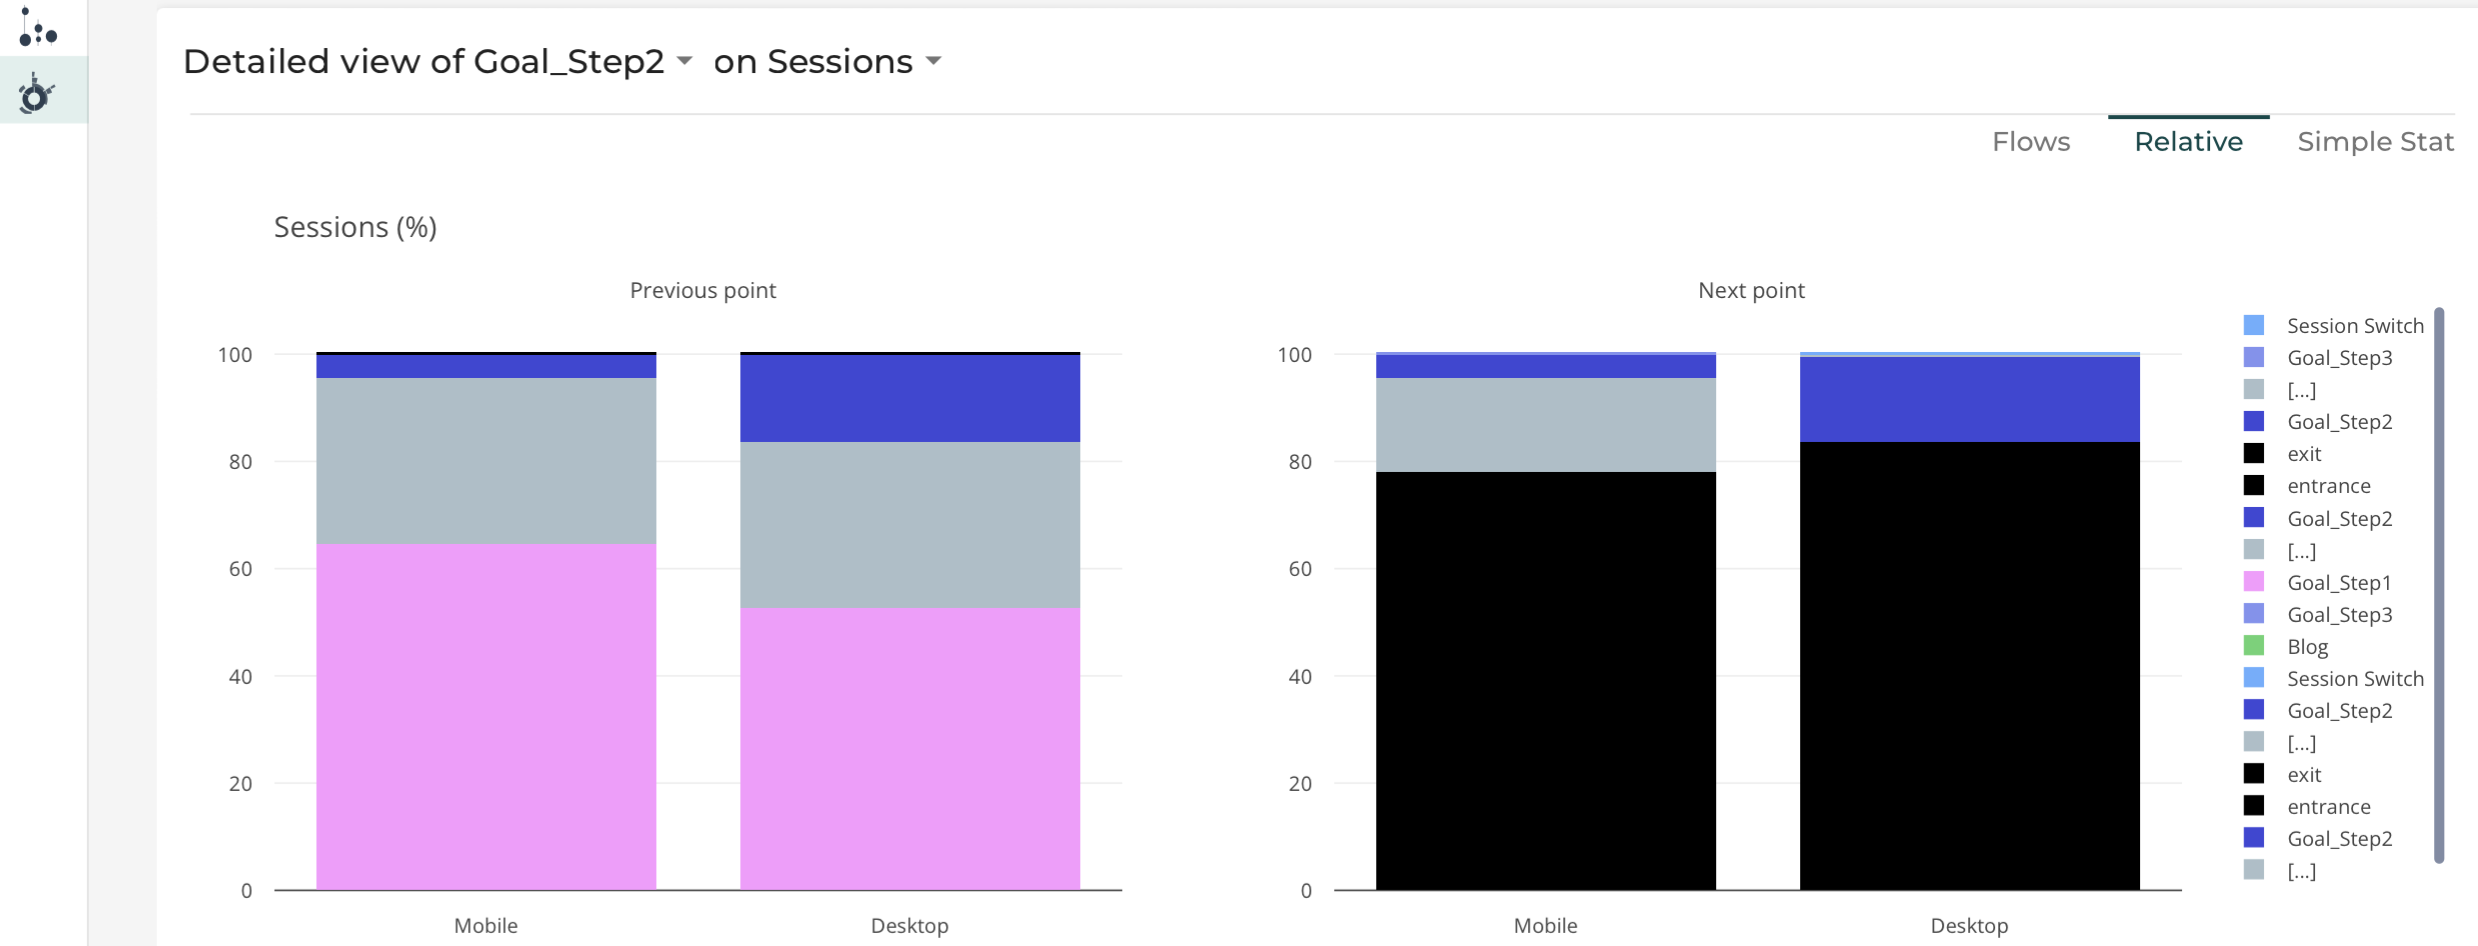 Detailed view of Goal_Step2 on Sessions
Flows Relative Simple Stat
Sessions (%)
Previous point
100
80
60
40
20
0
Mobile Desktop
Next point
100
80
60
40
20
0
Mobile Desktop
Session Switch
Goal_Step3
[...]
Goal_Step2
exit
entrance
Goal_Step2
[...]
Goal_Step1
Goal_Step3
Blog
Session Switch
Goal_Step2
[...]
exit
entrance
Goal_Step2
[...]